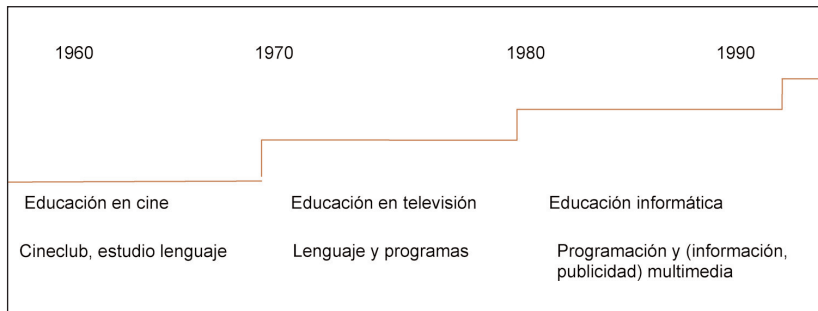 1960 1970 1980 1990
Educación en cine Educación en televisión Educación informática
Cineclub, estudio lenguaje Lenguaje y programas Programación y (información,
publicidad) multimedia